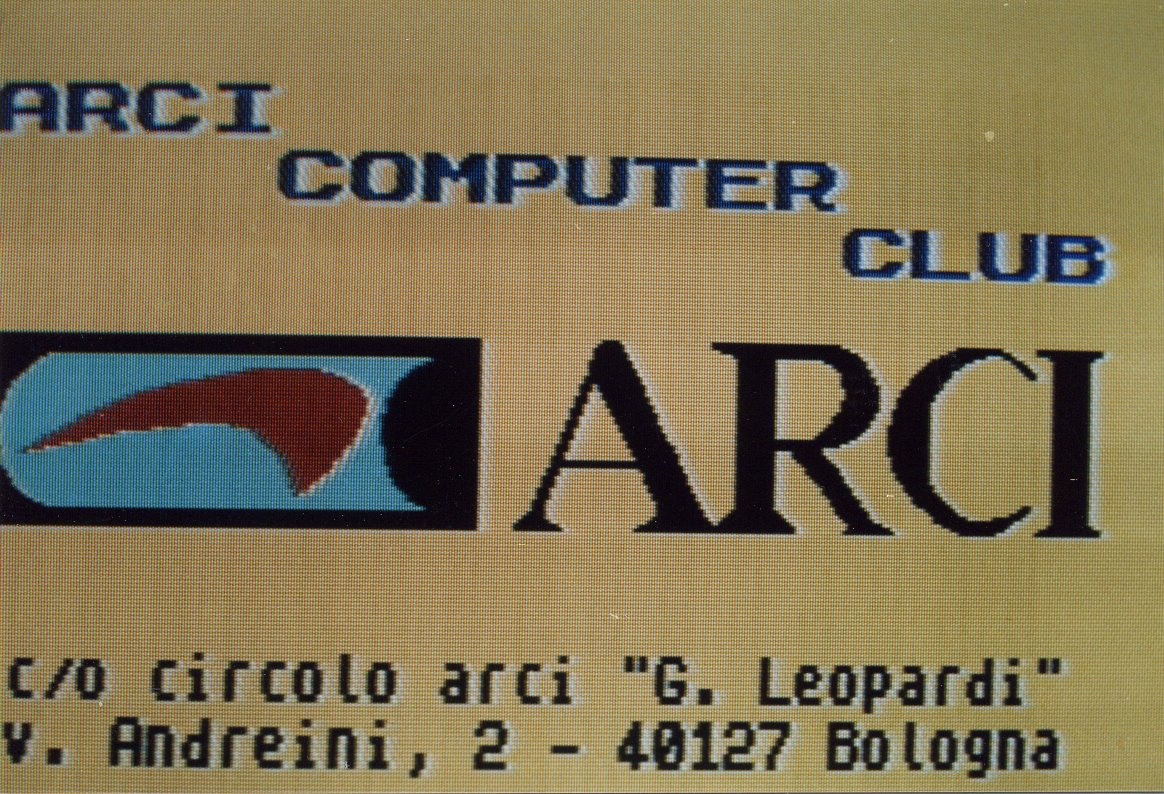 ARCI
COMPUTER
CLUB
ARCI
c/o circolo arci "G. Leopardi"
v. Andreini, 2 - 40127 Bologna